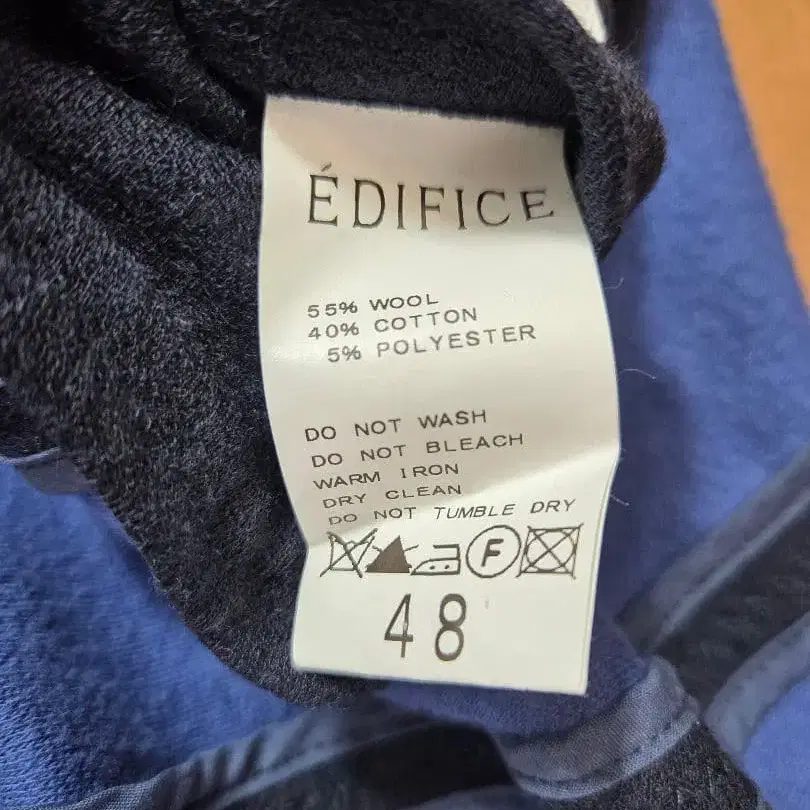 ÉDIFICE
55% WOOL
40% COTTON
5% POLYESTER
DO NOT WASH
DO NOT BLEACH
WARM IRON
DRY CLEAN
DO NOT TUMBLE DRY
F
48